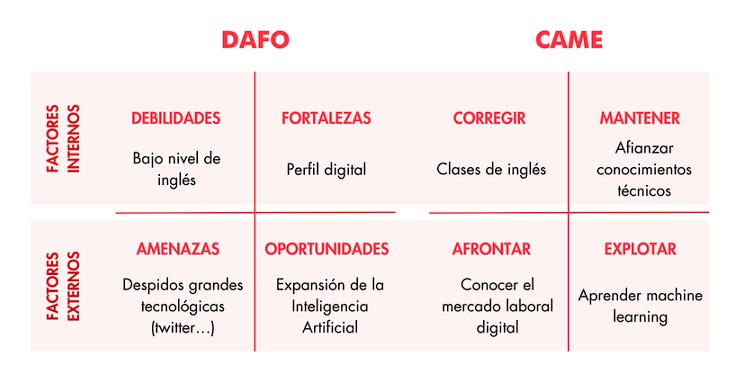 DAFO
CAME
FACTORES
INTERNOS
DEBILIDADES
Bajo nivel de
inglés
FORTALEZAS
Perfil digital
CORREGIR
Clases de inglés
MANTENER
Afianzar
conocimientos
técnicos
FACTORES
EXTERNOS
AMENAZAS
Despidos grandes
tecnológicas
(twitter...)
OPORTUNIDADES
Expansión de la
Inteligencia
Artificial
AFRONTAR
Conocer el
mercado laboral
digital
EXPLOTAR
Aprender machine
learning